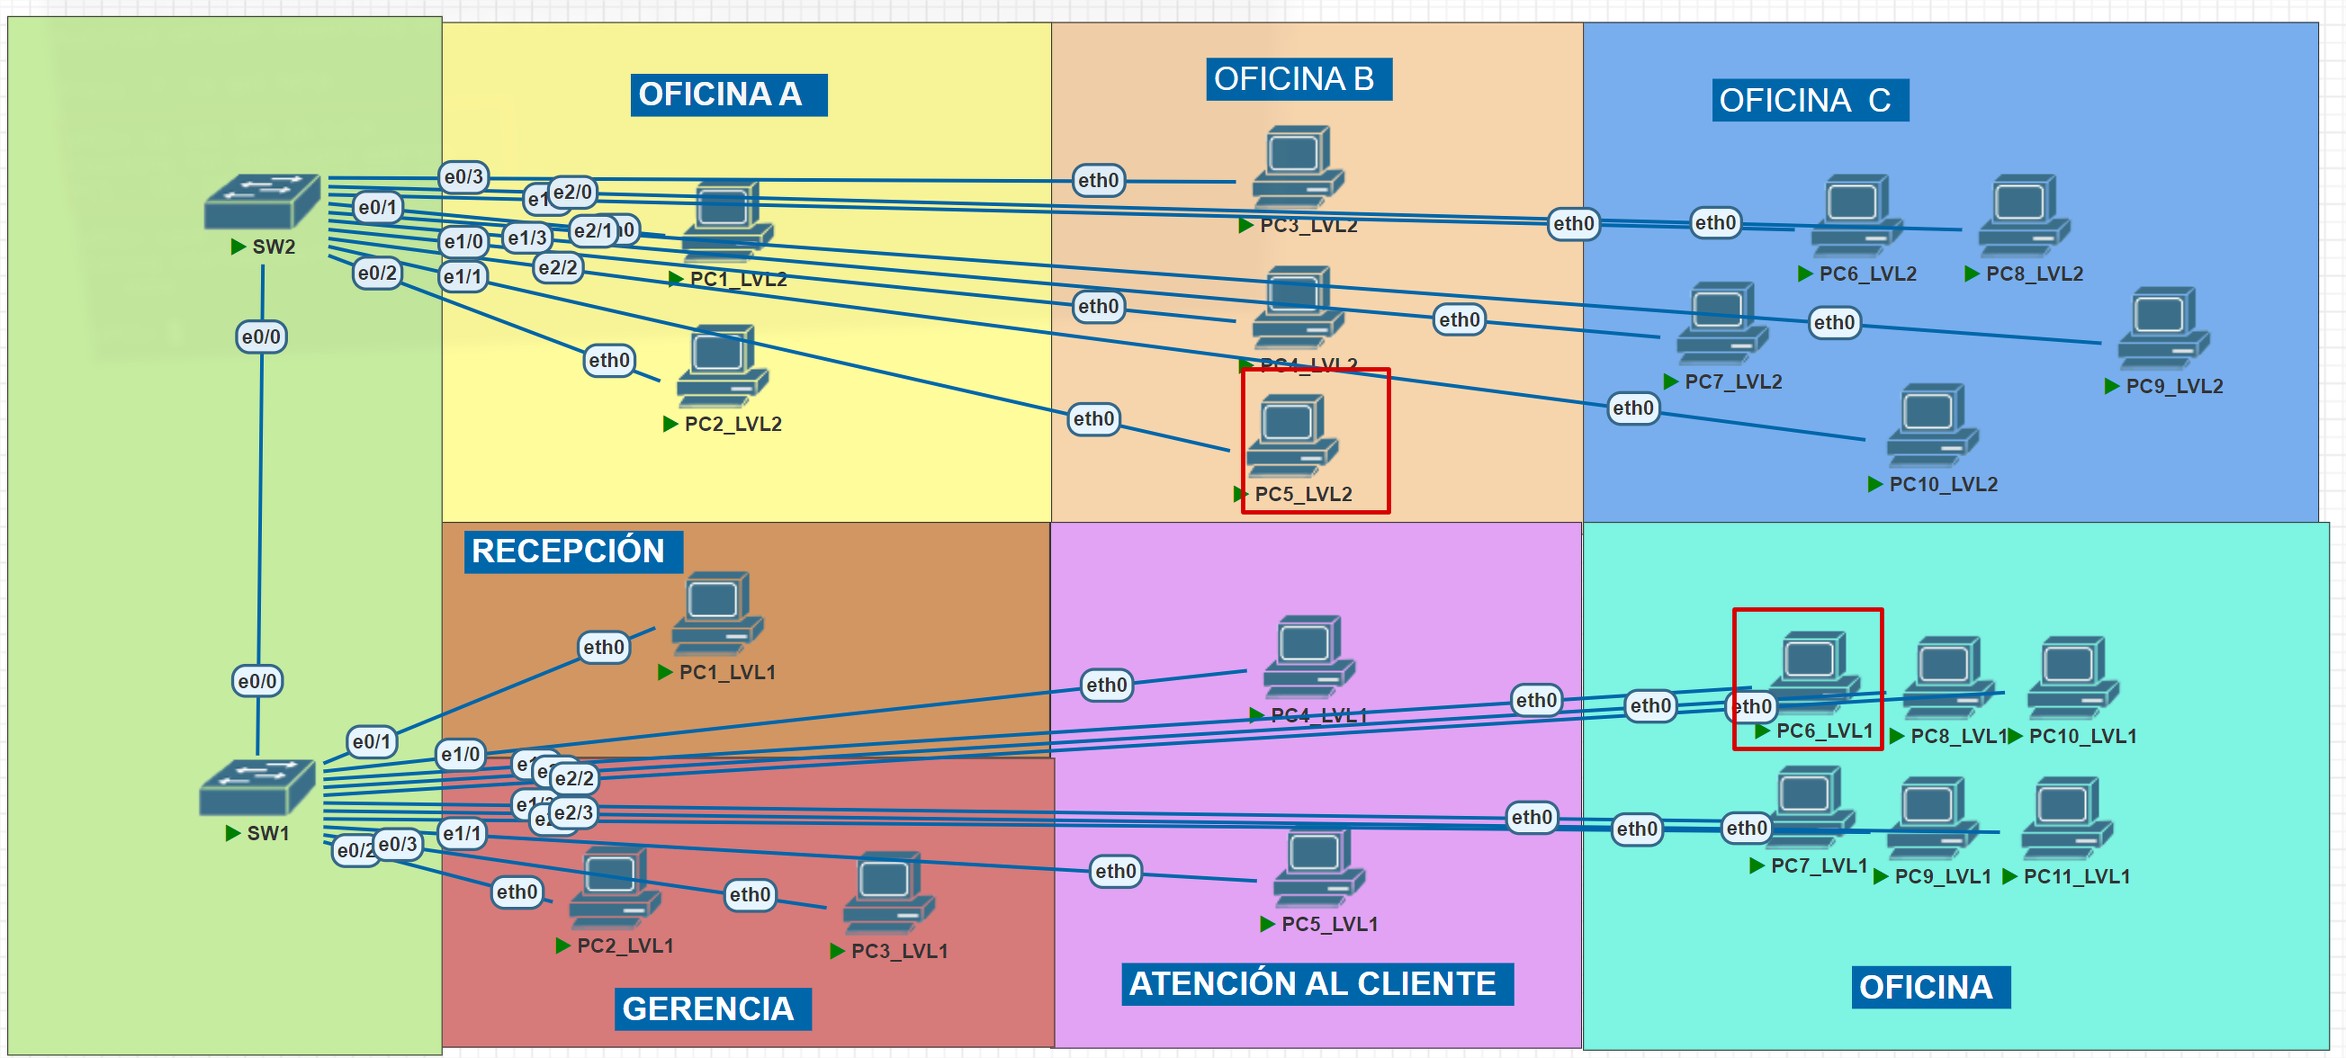 OFICINA A
OFICINA B
OFICINA C
e0/3
e2/0
eth0
e0/1
eth0
eth0
e1/0
e1/3
e2/1
SW2
PC3_LVL2
PC6_LVL2
PC8_LVL2
e0/2
e1/1
e2/2
PC1_LVL2
eth0
eth0
eth0
e0/0
PC4_LVL2
PC7_LVL2
PC9_LVL2
eth0
PC2_LVL2
eth0
eth0
PC5_LVL2
PC10_LVL2
RECEPCIÓN
eth0
PC1_LVL1
e0/0
eth0
eth0
eth0
eth0
PC4_LVL1
PC6_LVL1
PC8_LVL1
PC10_LVL1
e0/1
e1/0
e2/2
e2/3
SW1
e1/1
eth0
eth0
eth0
e0/2
e0/3
PC7_LVL1
PC9_LVL1
PC11_LVL1
eth0
eth0
eth0
PC2_LVL1
PC3_LVL1
PC5_LVL1
GERENCIA
ATENCIÓN AL CLIENTE
OFICINA